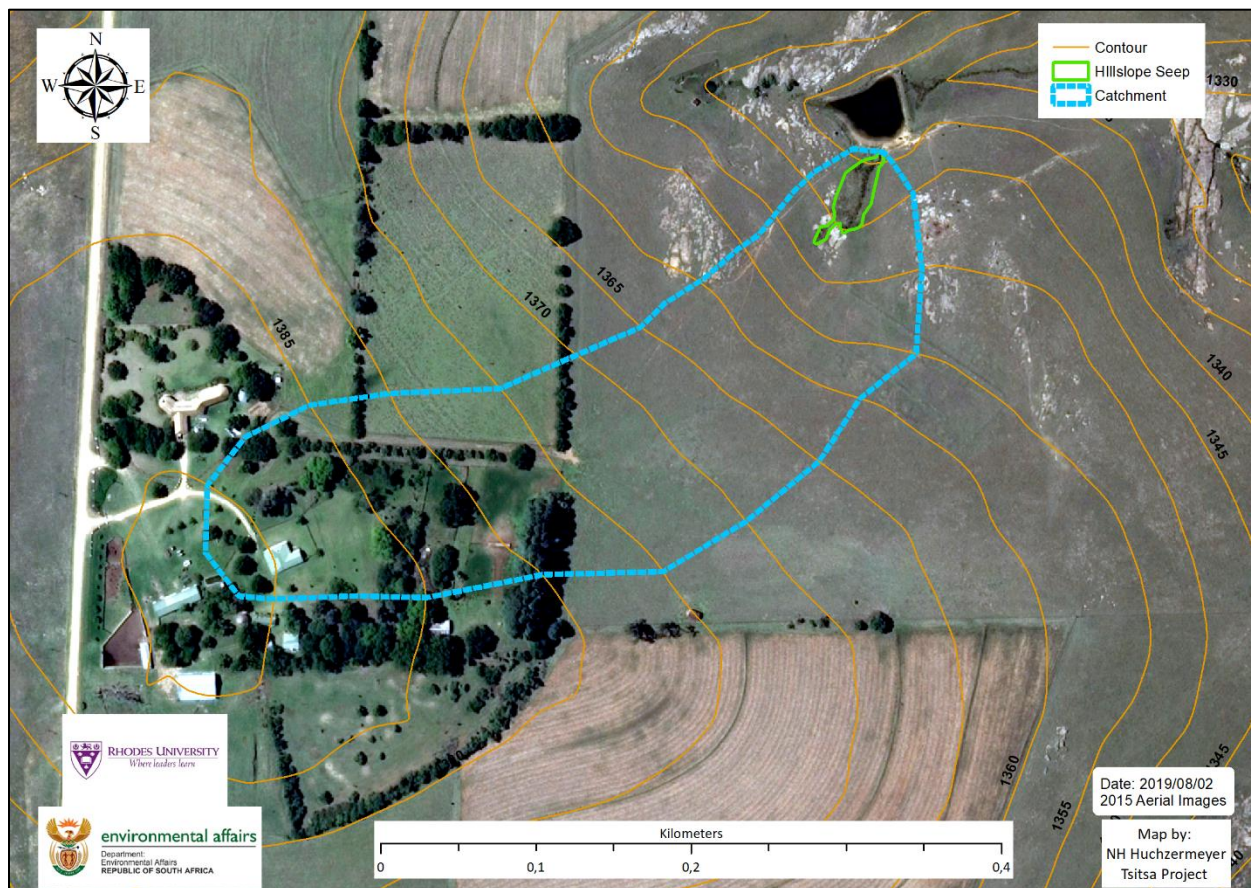 N
W E
S
Contour
HIllslope Seep
Catchment
1330
1365
1370
1385
1340
1345
1360
1355
1345
40
RHODES UNIVERSITY
Where leaders learn
environmental affairs
Department:
Environmental Affairs
REPUBLIC OF SOUTH AFRICA
Kilometers
0 0,1 0,2 0,4
Date: 2019/08/02
2015 Aerial Images
Map by:
NH Huchzermeyer
Tsitsa Project